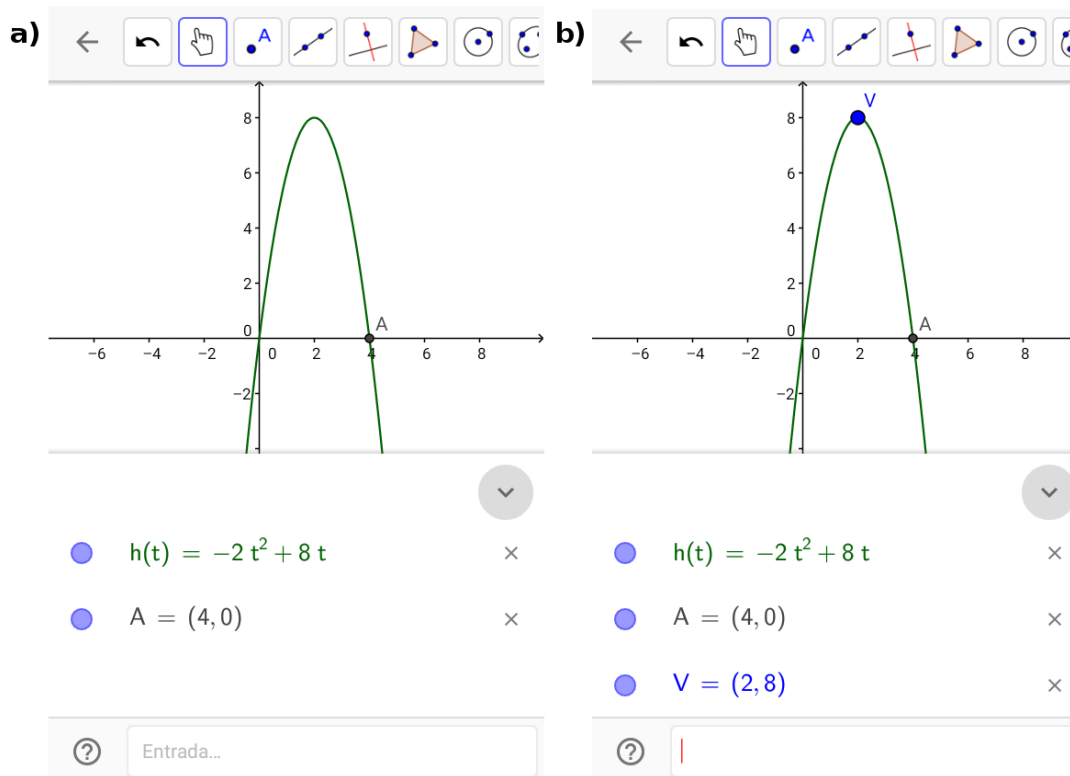 a)
A
8
6
4
2
0
A
−6 −4 −2 0 2 4 6 8
−2
h(t) = −2 t² + 8 t ×
A = (4, 0) ×
? Entrada...
b)
A
V
8
6
4
2
0
A
−6 −4 −2 0 2 4 6 8
−2
h(t) = −2 t² + 8 t ×
A = (4, 0) ×
V = (2, 8) ×
?